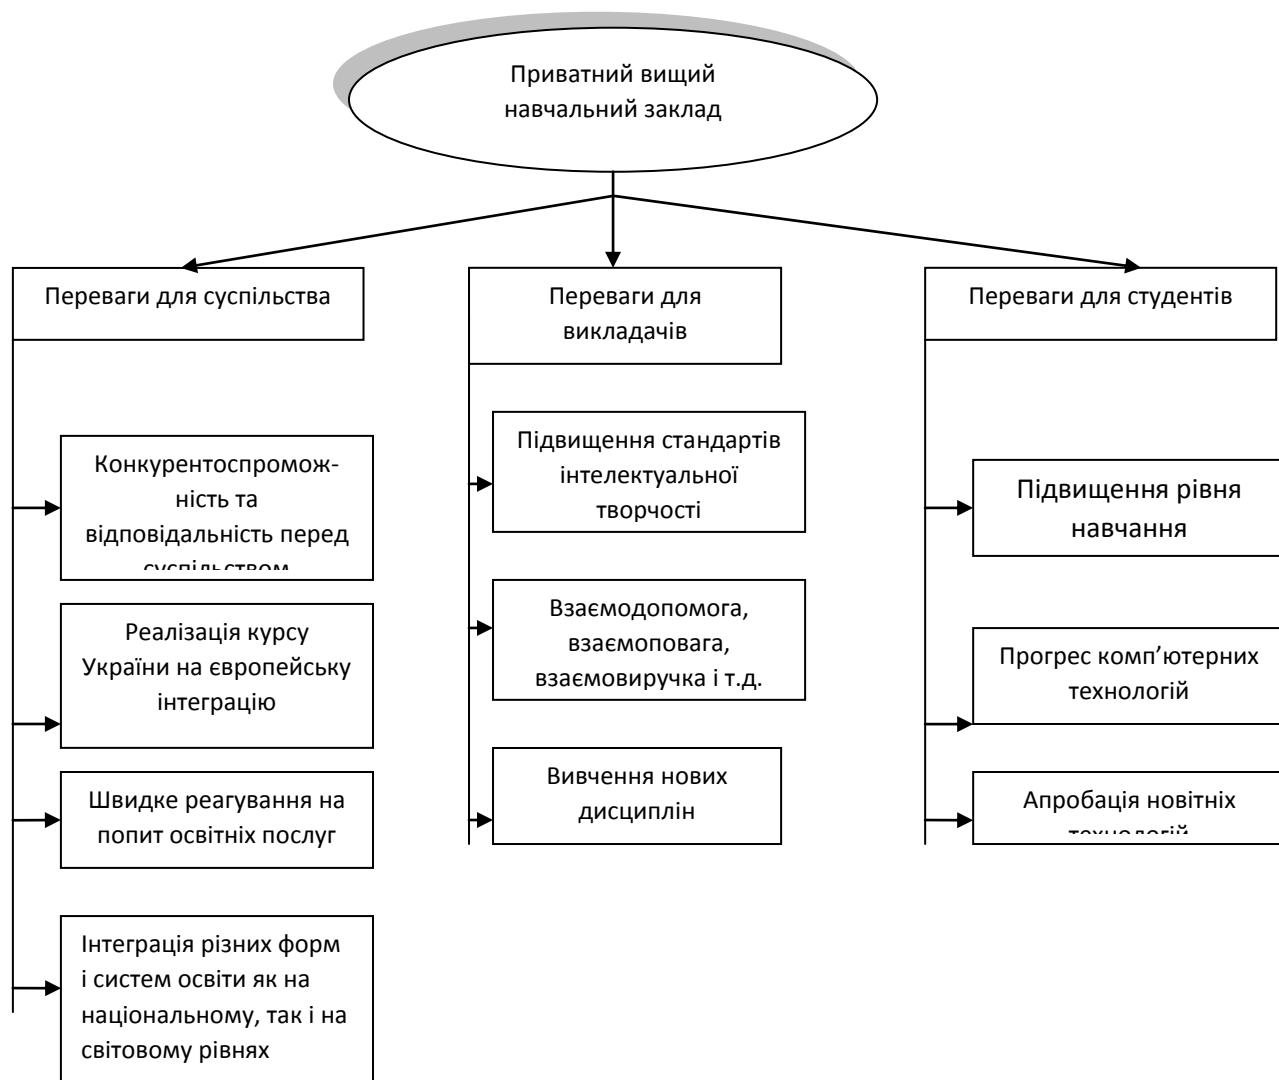 Приватний вищий
навчальний заклад
Переваги для суспільства
Конкурентоспромож-
ність та
відповідальність перед
суспільством
Реалізація курсу
України на європейську
інтеграцію
Швидке реагування на
попит освітніх послуг
Інтеграція різних форм
і систем освіти як на
національному, так і на
світовому рівнях
Переваги для
викладачів
Підвищення стандартів
інтелектуальної
творчості
Взаємодопомога,
взаємоповага,
взаємовиручка і т.д.
Вивчення нових
дисциплін
Переваги для студентів
Підвищення рівня
навчання
Прогрес комп’ютерних
технологій
Апробація новітніх
технологій